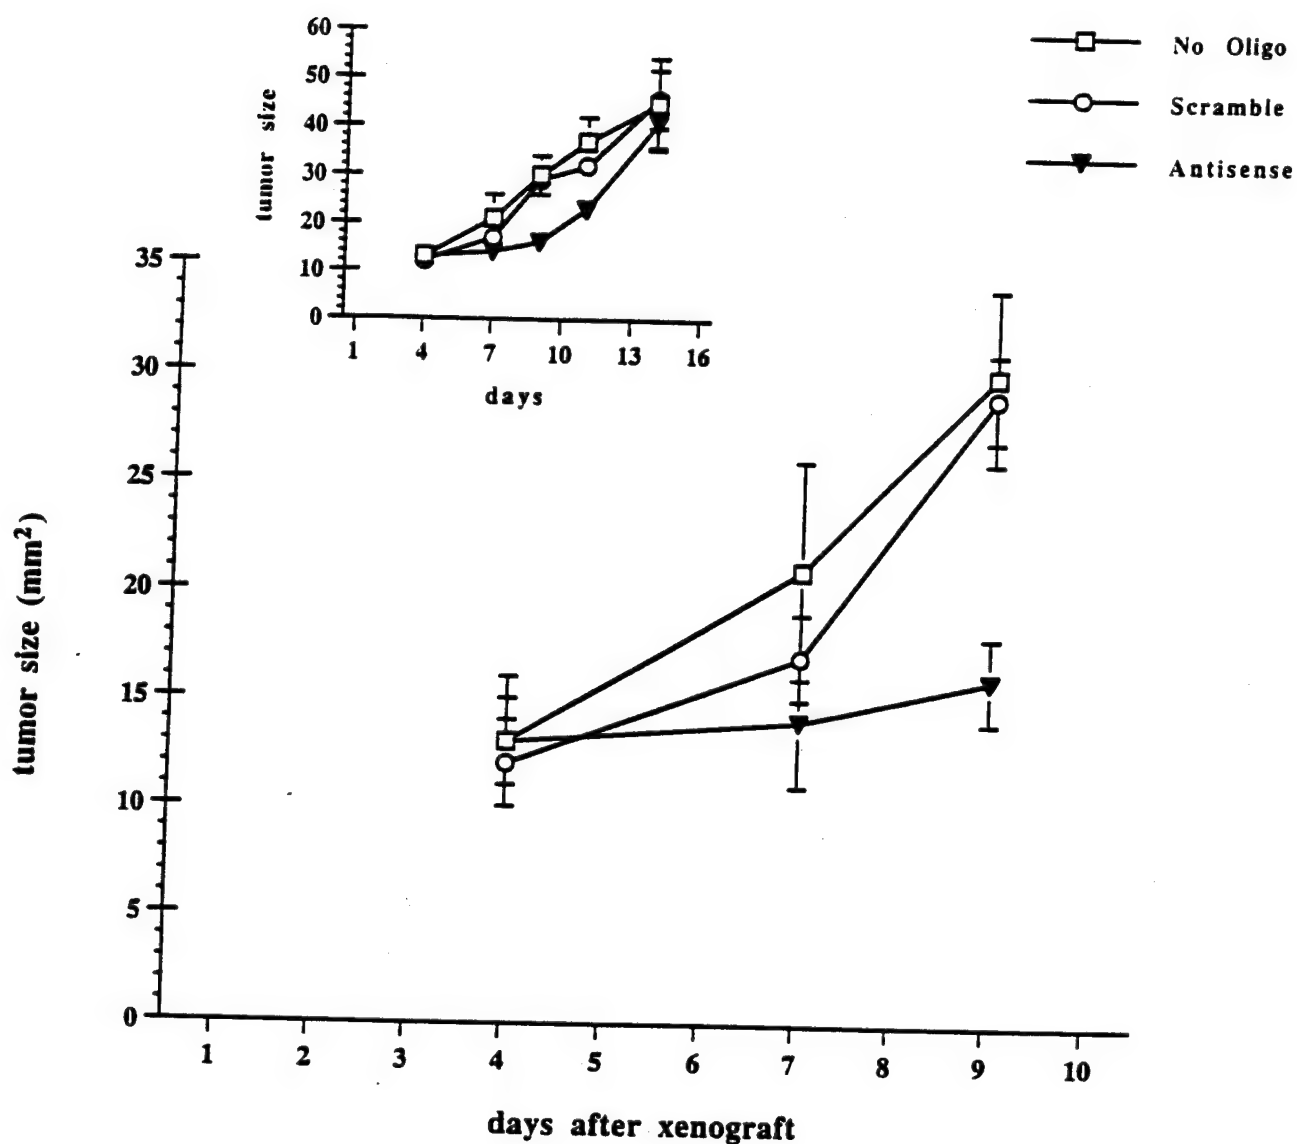 60
50
40
30
20
10
0
tumor size
1 4 7 10 13 16
days
No Oligo
Scramble
Antisense
35
30
25
20
15
10
5
0
tumor size (mm²)
1 2 3 4 5 6 7 8 9 10
days after xenograft